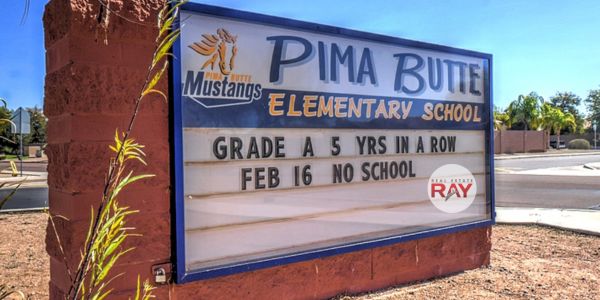 PIMA BUTTE
Mustangs
PIMA BUTTE
ELEMENTARY SCHOOL
GRADE A 5 YRS IN A ROW
FEB 16 NO SCHOOL
REAL ESTATE
RAY